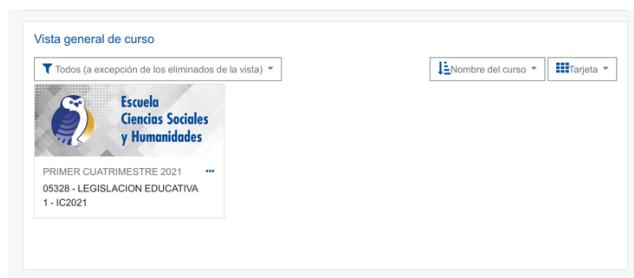 Vista general de curso
Todos (a excepción de los eliminados de la vista)
Nombre del curso
Tarjeta
Escuela
Ciencias Sociales
y Humanidades
PRIMER CUATRIMESTRE 2021
05328 - LEGISLACION EDUCATIVA
1 - IC2021